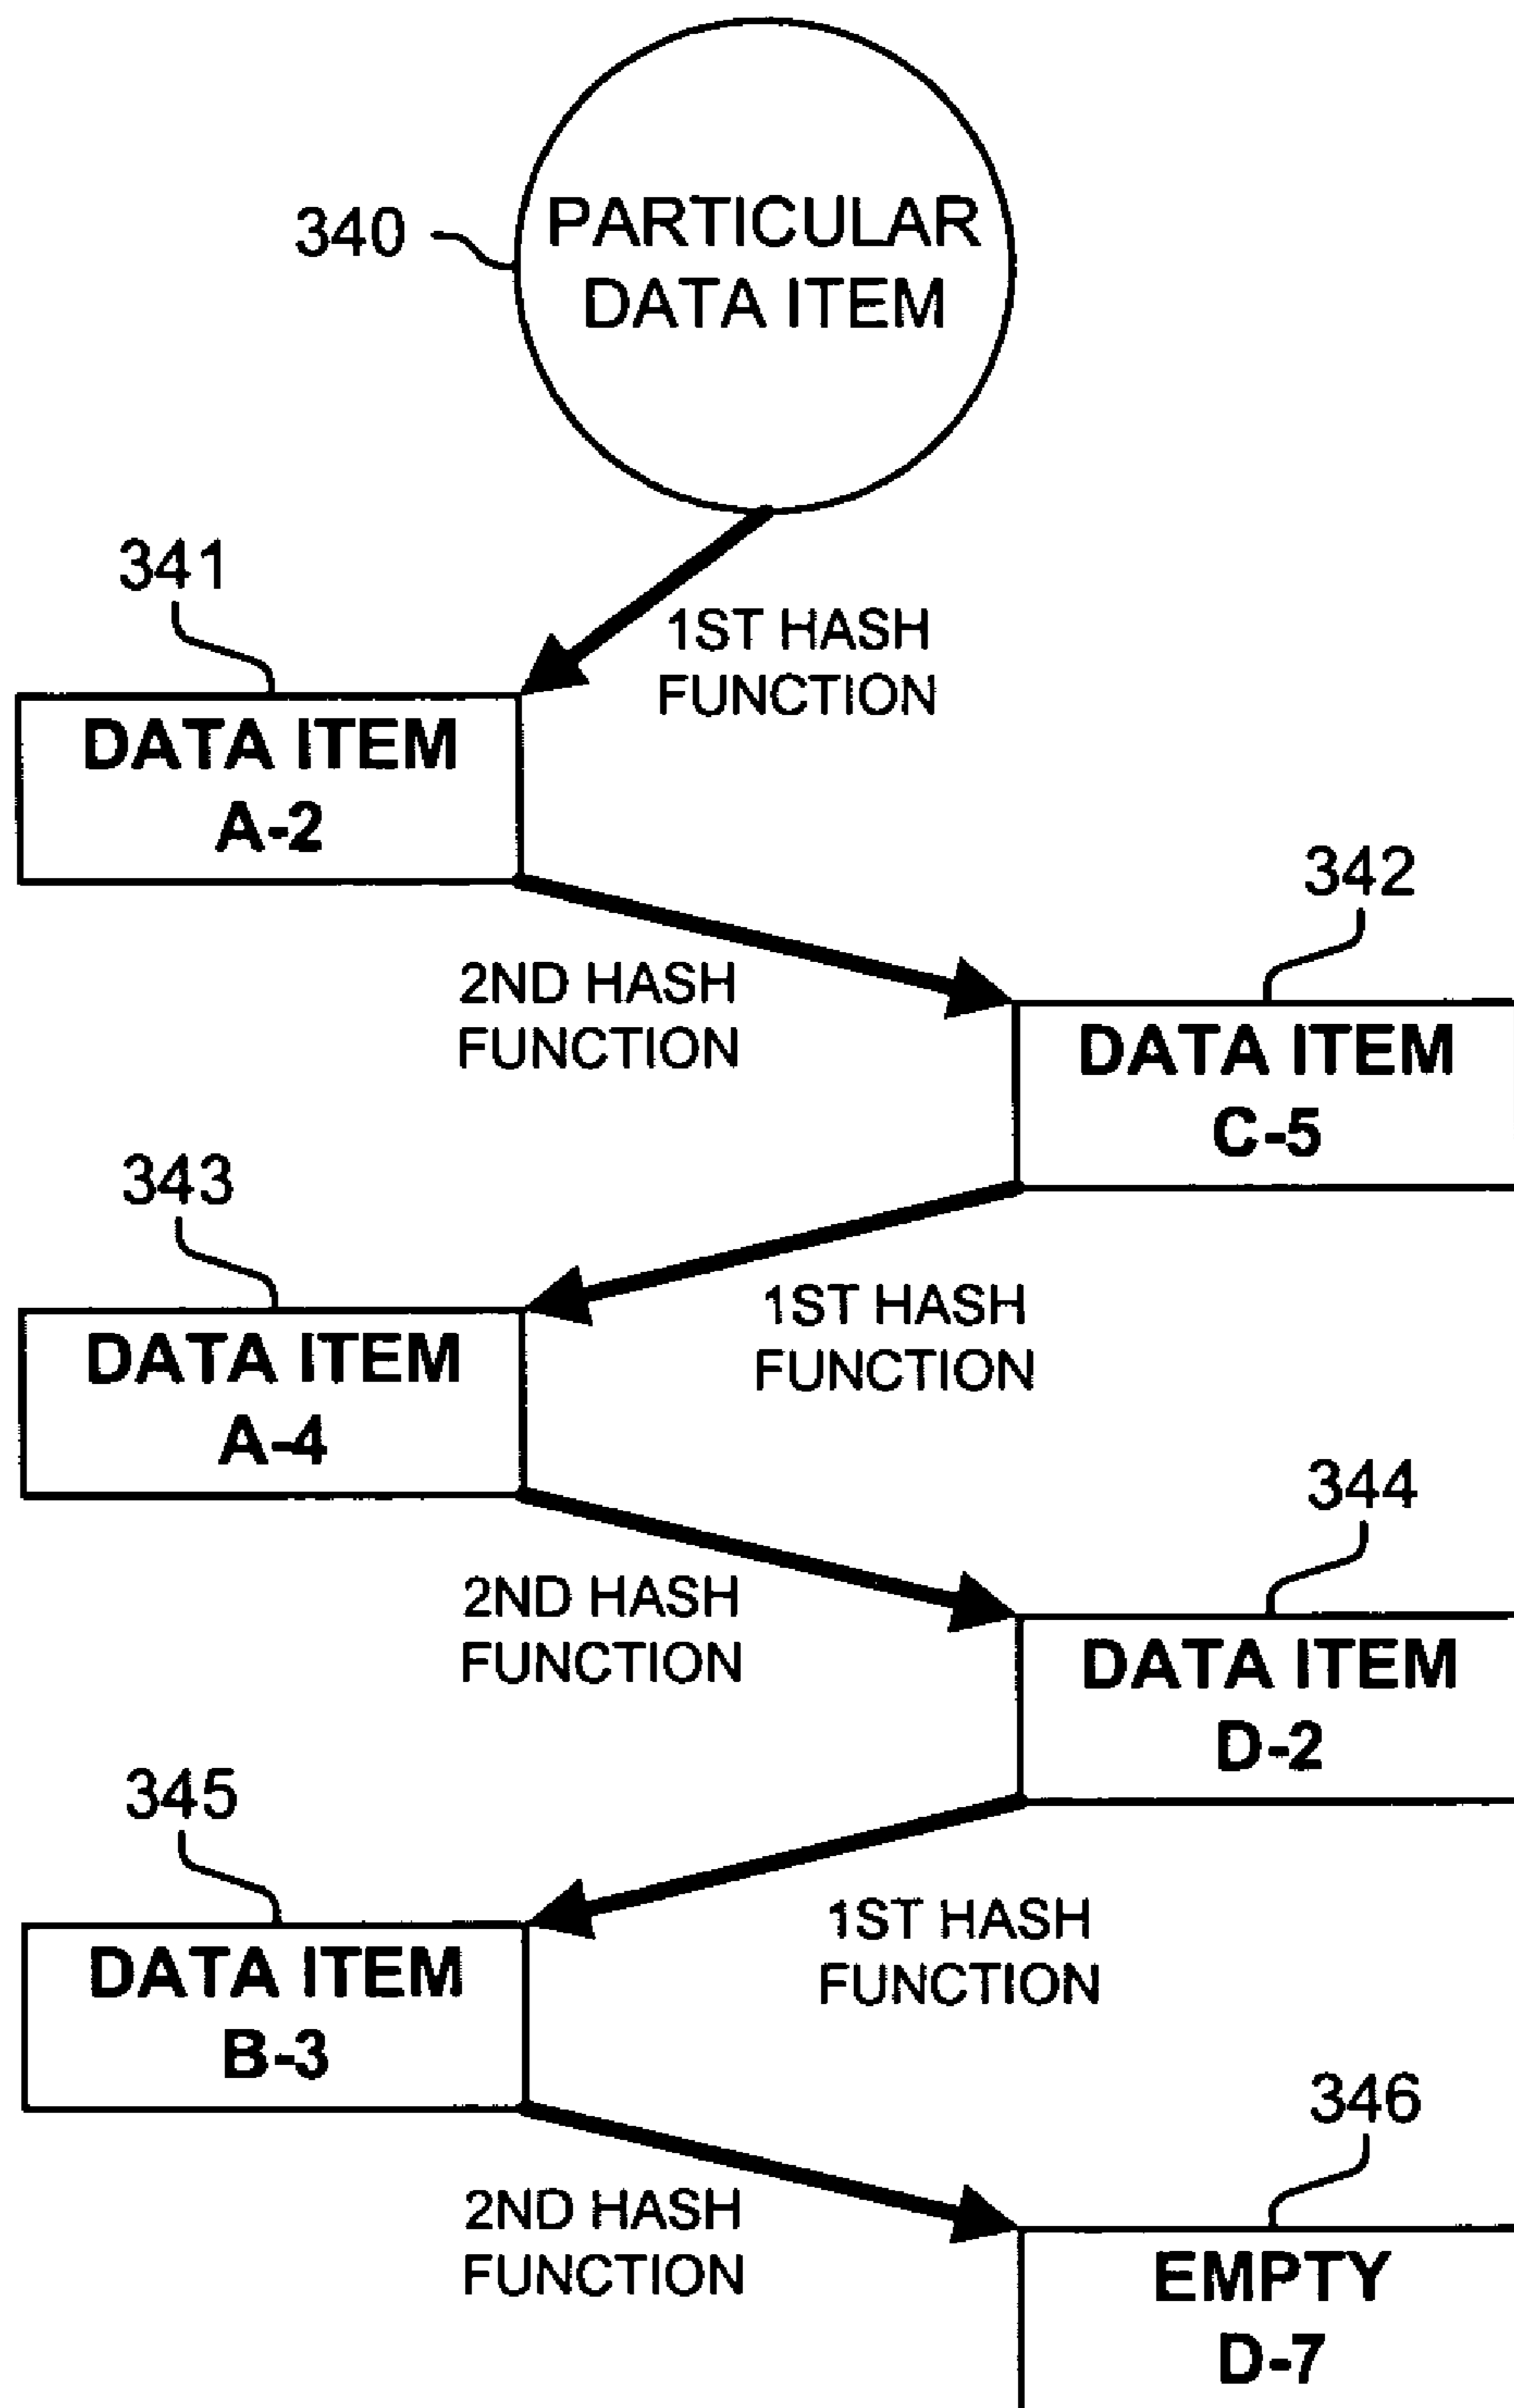 340
PARTICULAR
DATA ITEM
341
1ST HASH
FUNCTION
DATA ITEM
A-2
342
2ND HASH
FUNCTION
DATA ITEM
C-5
343
1ST HASH
FUNCTION
DATA ITEM
A-4
344
2ND HASH
FUNCTION
DATA ITEM
D-2
345
1ST HASH
FUNCTION
DATA ITEM
B-3
346
2ND HASH
FUNCTION
EMPTY
D-7